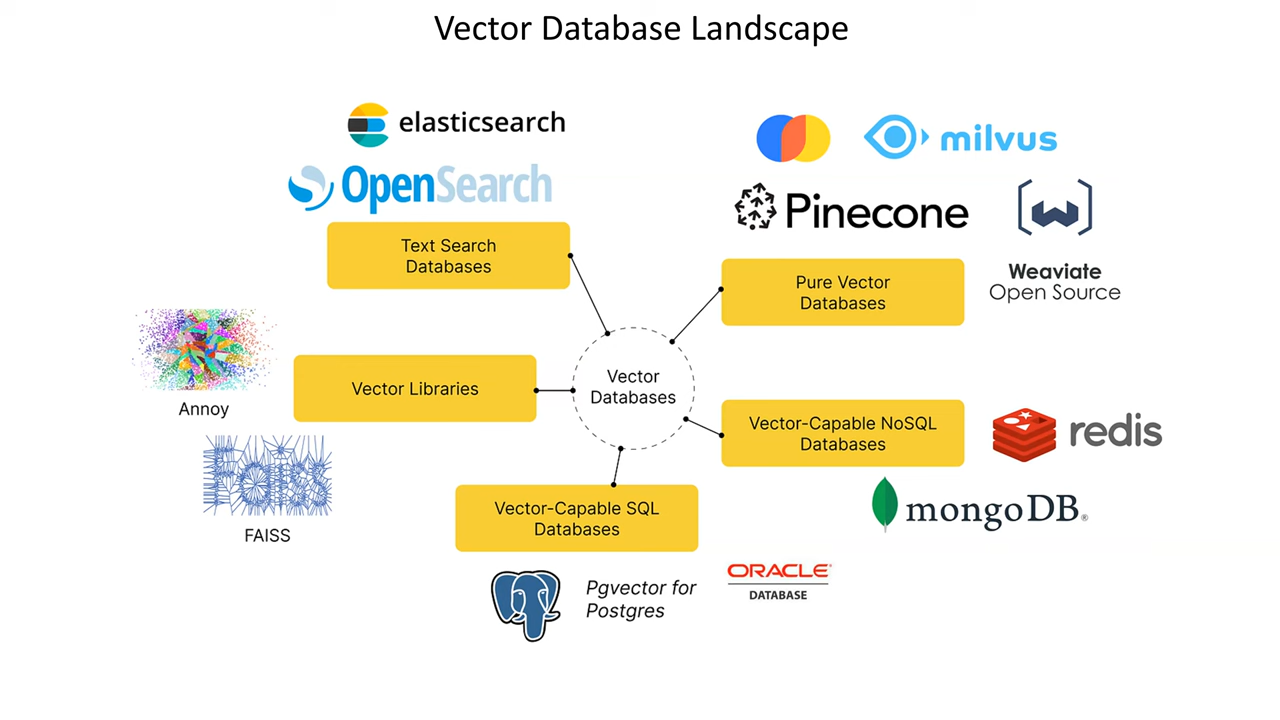 Vector Database Landscape
elasticsearch
OpenSearch
Text Search
Databases
milvus
Pinecone
Weaviate
Open Source
Pure Vector
Databases
Annoy
Vector Libraries
Vector
Databases
Vector-Capable NoSQL
Databases
redis
mongoDB®
FAISS
FAISS
Vector-Capable SQL
Databases
Pgvector for
Postgres
ORACLE®
DATABASE